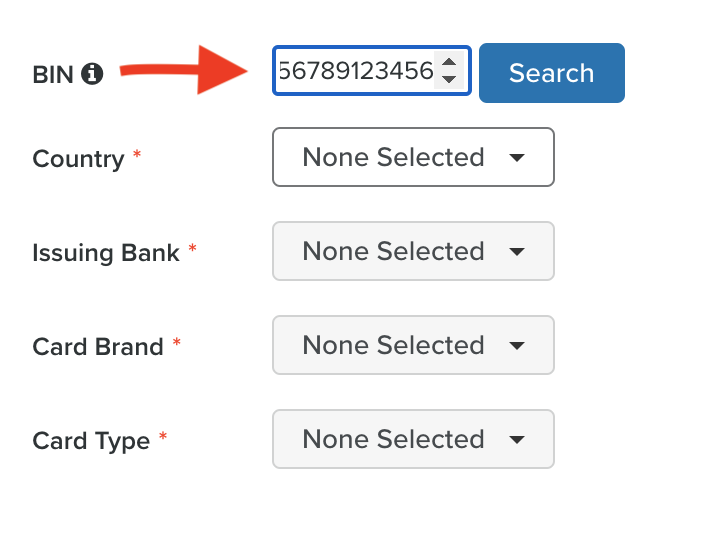 BIN 56789123456 Search
Country * None Selected
Issuing Bank * None Selected
Card Brand * None Selected
Card Type * None Selected